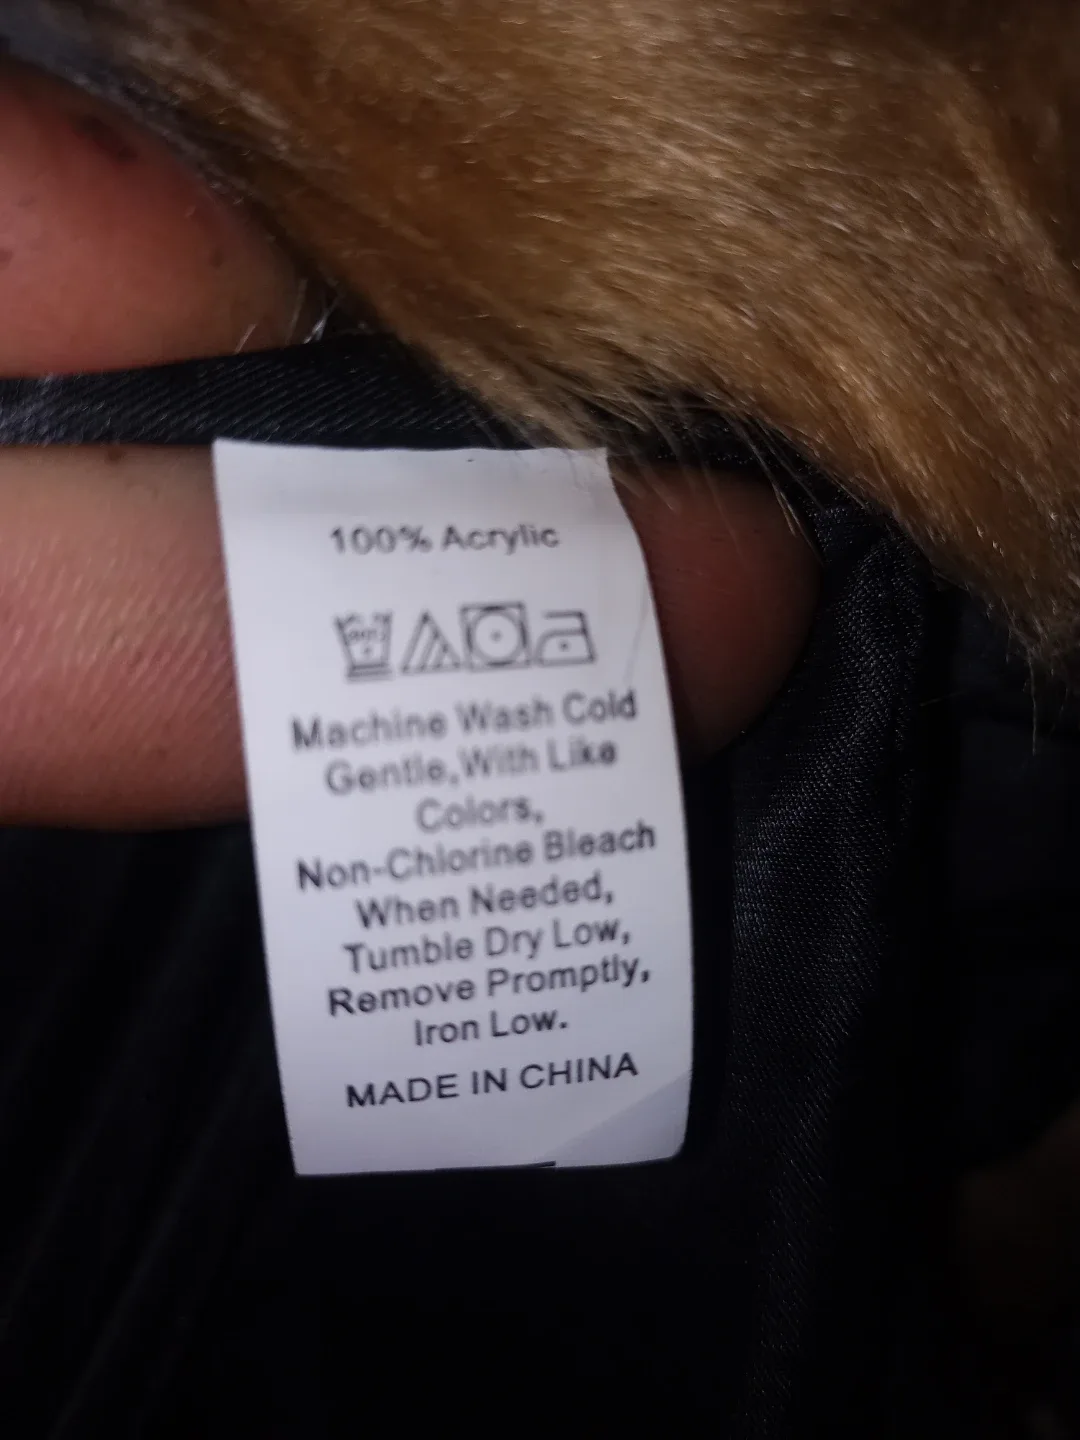 100% Acrylic
Machine Wash Cold
Gentle,With Like
Colors,
Non-Chlorine Bleach
When Needed,
Tumble Dry Low,
Remove Promptly,
Iron Low.
MADE IN CHINA